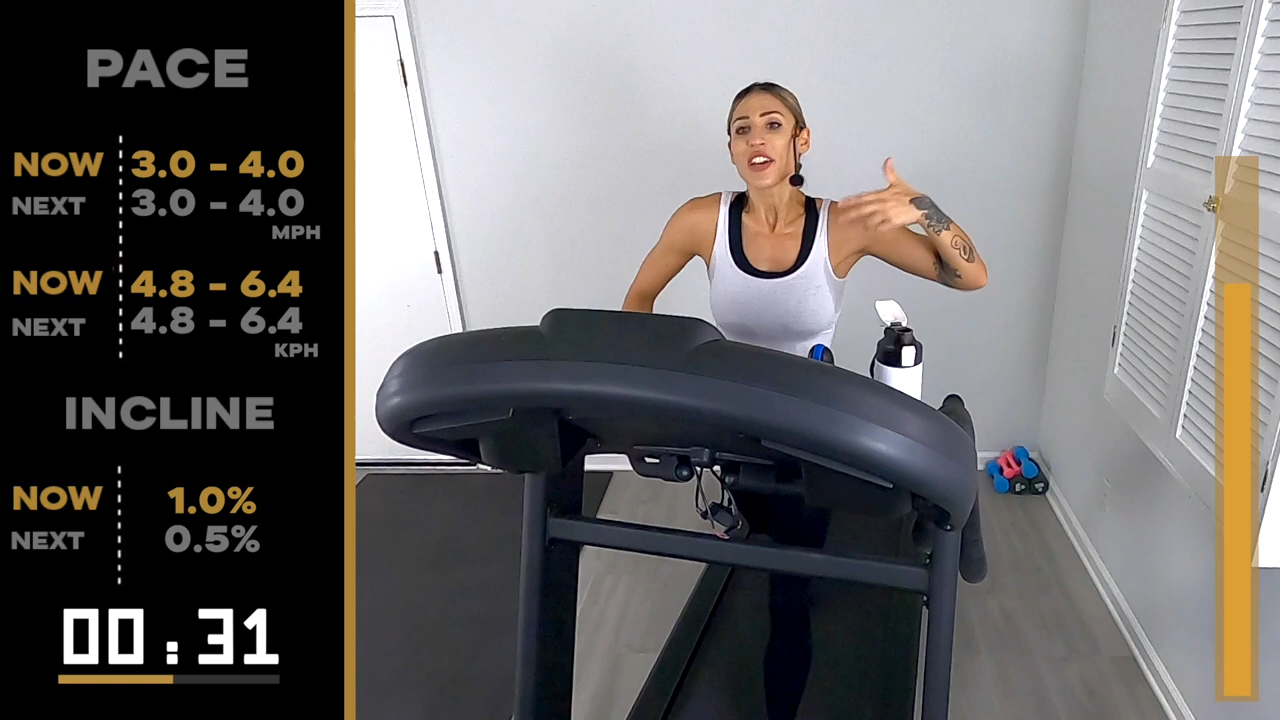 PACE
NOW 3.0 - 4.0
NEXT 3.0 - 4.0
MPH
NOW 4.8 - 6.4
NEXT 4.8 - 6.4
KPH
INCLINE
NOW 1.0%
NEXT 0.5%
00:31